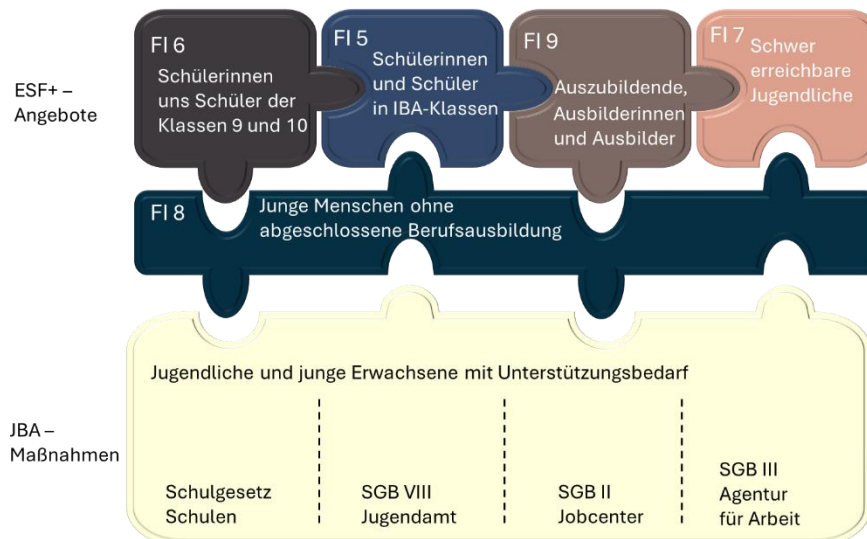 ESF+ –
Angebote
FI 6
Schülerinnen
uns Schüler der
Klassen 9 und 10
FI 5
Schülerinnen
und Schüler
in IBA-Klassen
FI 9
Auszubildende,
Ausbilderinnen
und Ausbilder
FI 7
Schwer
erreichbare
Jugendliche
FI 8
Junge Menschen ohne
abgeschlossene Berufsausbildung
JBA –
Maßnahmen
Jugendliche und junge Erwachsene mit Unterstützungsbedarf
Schulgesetz
Schulen
SGB VIII
Jugendamt
SGB II
Jobcenter
SGB III
Agentur
für Arbeit